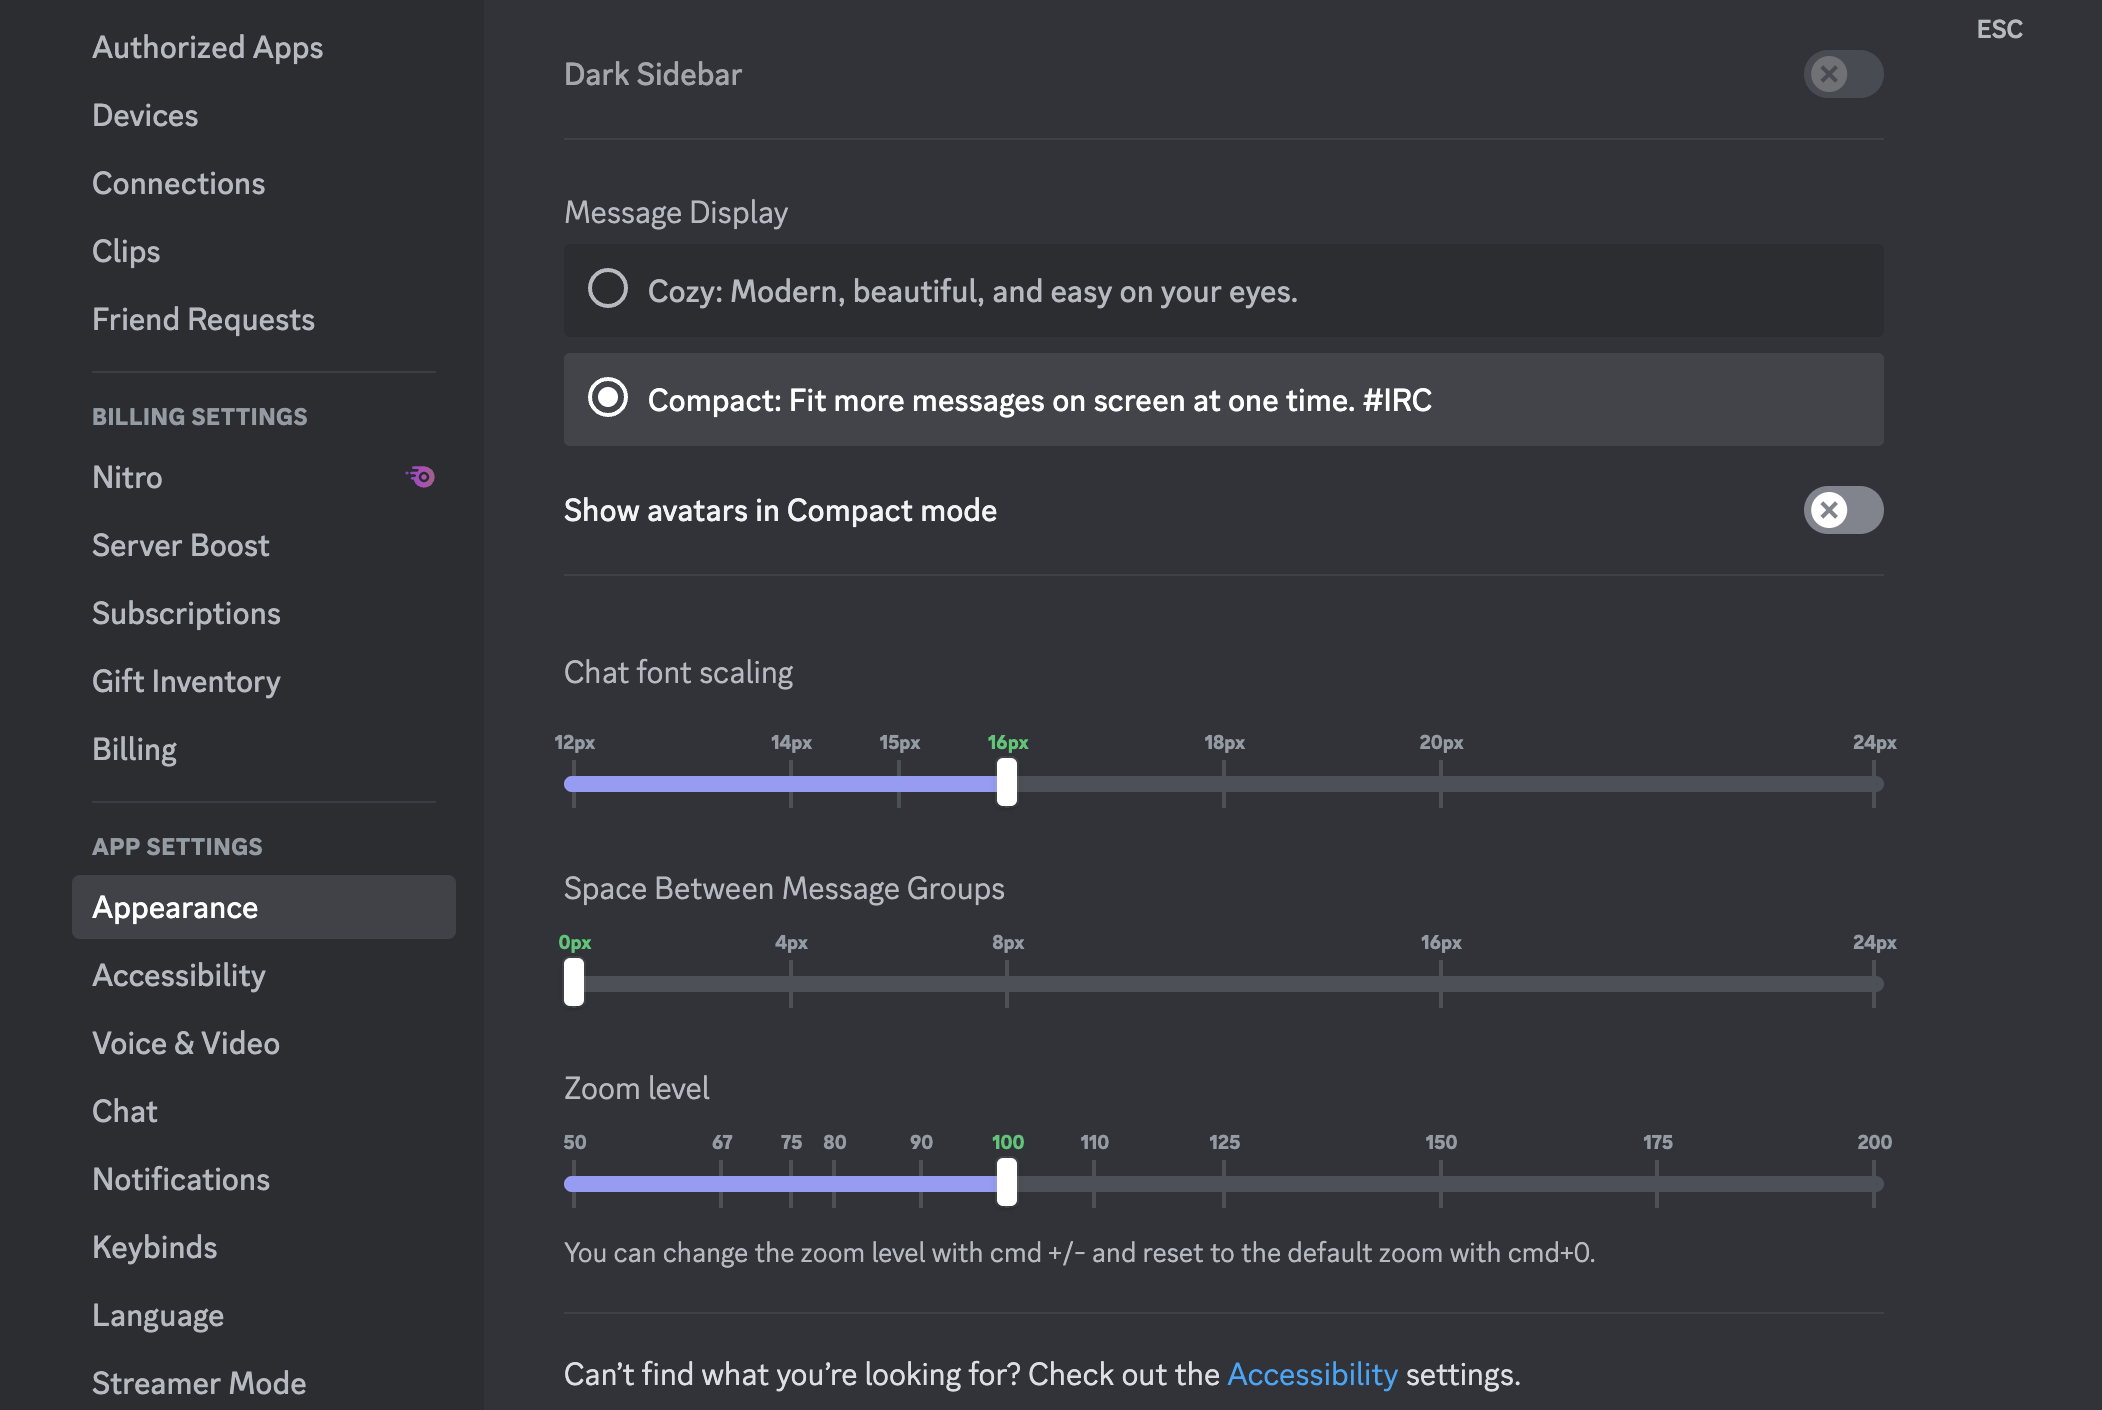 Authorized Apps
Devices
Connections
Clips
Friend Requests
BILLING SETTINGS
Nitro
Server Boost
Subscriptions
Gift Inventory
Billing
APP SETTINGS
Appearance
Accessibility
Voice & Video
Chat
Notifications
Keybinds
Language
Streamer Mode
ESC
Dark Sidebar
Message Display
Cozy: Modern, beautiful, and easy on your eyes.
Compact: Fit more messages on screen at one time. #IRC
Show avatars in Compact mode
Chat font scaling
12px 14px 15px 16px 18px 20px 24px
Space Between Message Groups
0px 4px 8px 16px 24px
Zoom level
50 67 75 80 90 100 110 125 150 175 200
You can change the zoom level with cmd +/- and reset to the default zoom with cmd+0.
Can’t find what you’re looking for? Check out the Accessibility settings.